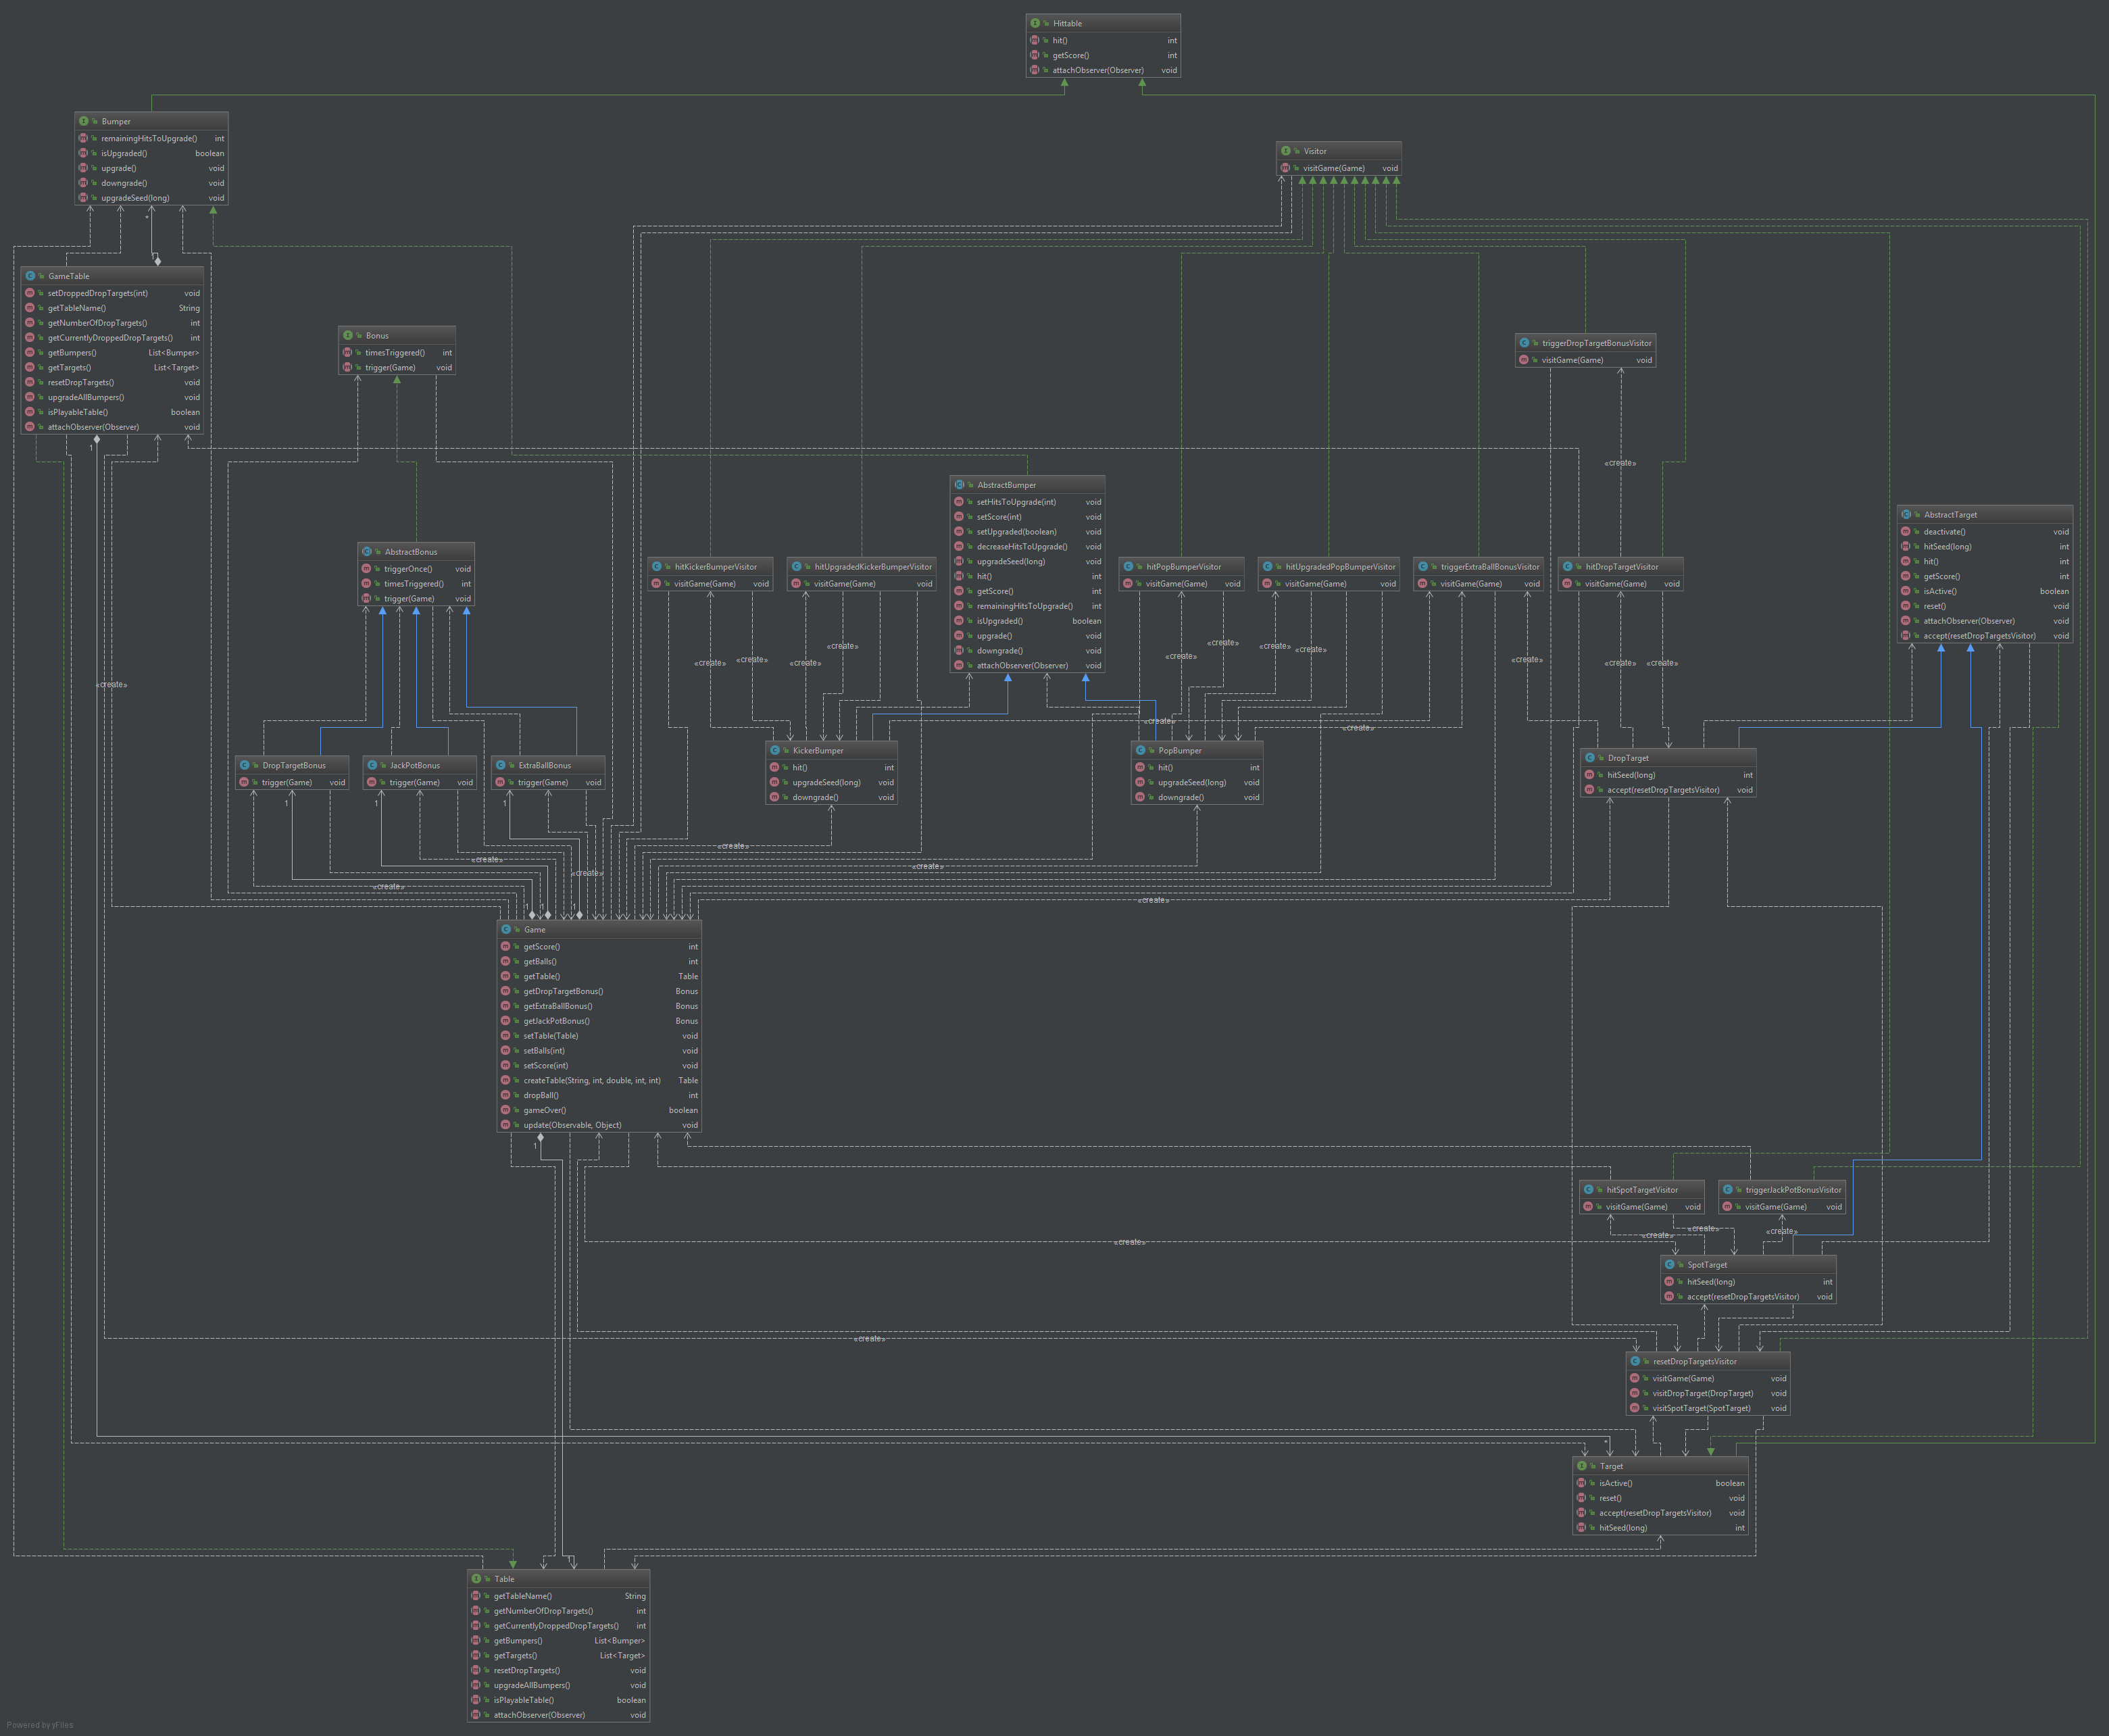 Hittable
hit() int
getScore() int
attachObserver(Observer) void
Bumper
remainingHitsToUpgrade() int
isUpgraded() boolean
upgrade() void
downgrade() void
upgradeSeed(long) void
*
1
Visitor
visitGame(Game) void
GameTable
setDroppedDropTargets(int) void
getTableName() String
getNumberOfDropTargets() int
getCurrentlyDroppedDropTargets() int
getBumpers() List<Bumper>
getTargets() List<Target>
resetDropTargets() void
upgradeAllBumpers() void
isPlayableTable() boolean
attachObserver(Observer) void
1
Bonus
timesTriggered() int
trigger(Game) void
triggerDropTargetBonusVisitor
visitGame(Game) void
«create»
AbstractBumper
setHitsToUpgrade(int) void
setScore(int) void
setUpgraded(boolean) void
decreaseHitsToUpgrade() void
upgradeSeed(long) void
hit() int
getScore() int
remainingHitsToUpgrade() int
isUpgraded() boolean
upgrade() void
downgrade() void
attachObserver(Observer) void
AbstractTarget
deactivate() void
hitSeed(long) int
hit() int
getScore() int
isActive() boolean
reset() void
attachObserver(Observer) void
accept(resetDropTargetsVisitor) void
AbstractBonus
triggerOnce() void
timesTriggered() int
trigger(Game) void
hitKickerBumperVisitor
visitGame(Game) void
hitUpgradedKickerBumperVisitor
visitGame(Game) void
hitPopBumperVisitor
visitGame(Game) void
hitUpgradedPopBumperVisitor
visitGame(Game) void
triggerExtraBallBonusVisitor
visitGame(Game) void
hitDropTargetVisitor
visitGame(Game) void
«create»
«create»
«create»
«create»
«create»
«create»
«create»
«create»
«create»
«create»
«create»
«create»
«create»
«create»
DropTargetBonus
trigger(Game) void
JackPotBonus
trigger(Game) void
ExtraBallBonus
trigger(Game) void
KickerBumper
hit() int
upgradeSeed(long) void
downgrade() void
PopBumper
hit() int
upgradeSeed(long) void
downgrade() void
DropTarget
hitSeed(long) int
accept(resetDropTargetsVisitor) void
1
1
1
«create»
«create»
«create»
«create»
«create»
«create»
1
1
1
Game
getScore() int
getBalls() int
getTable() Table
getDropTargetBonus() Bonus
getExtraBallBonus() Bonus
getJackPotBonus() Bonus
setTable(Table) void
setBalls(int) void
setScore(int) void
createTable(String, int, double, int, int) Table
dropBall() int
gameOver() boolean
update(Observable, Object) void
1
hitSpotTargetVisitor
visitGame(Game) void
triggerJackPotBonusVisitor
visitGame(Game) void
«create»
«create»
«create»
«create»
SpotTarget
hitSeed(long) int
accept(resetDropTargetsVisitor) void
«create»
resetDropTargetsVisitor
visitGame(Game) void
visitDropTarget(DropTarget) void
visitSpotTarget(SpotTarget) void
*
Target
isActive() boolean
reset() void
accept(resetDropTargetsVisitor) void
hitSeed(long) int
1
Table
getTableName() String
getNumberOfDropTargets() int
getCurrentlyDroppedDropTargets() int
getBumpers() List<Bumper>
getTargets() List<Target>
resetDropTargets() void
upgradeAllBumpers() void
isPlayableTable() boolean
attachObserver(Observer) void
Powered by yFiles